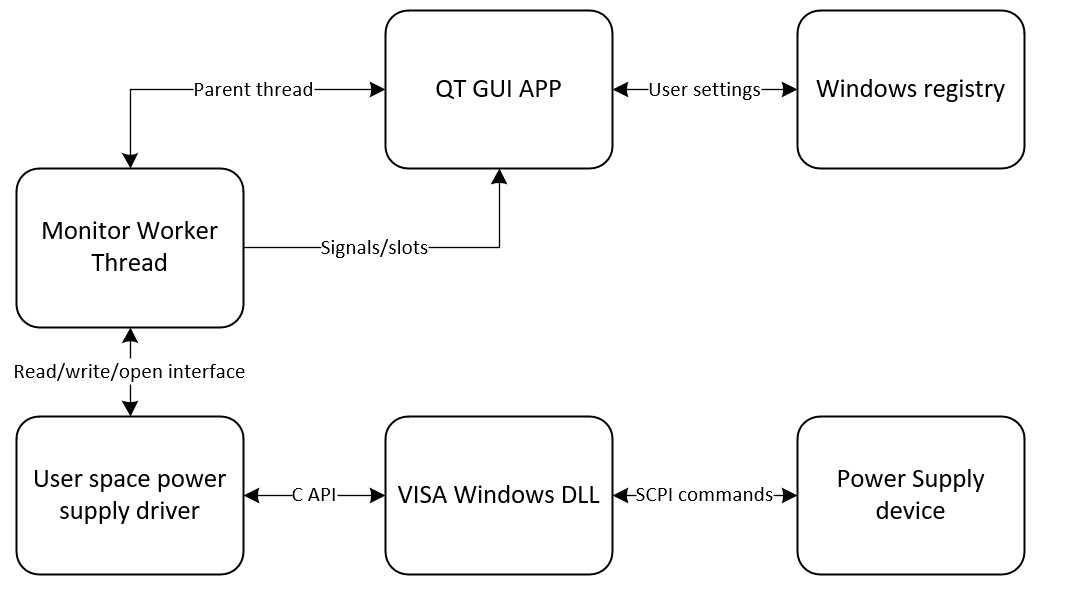 Parent thread
QT GUI APP
User settings
Windows registry
Monitor Worker
Thread
Signals/slots
Read/write/open interface
User space power
supply driver
C API
VISA Windows DLL
SCPI commands
Power Supply
device